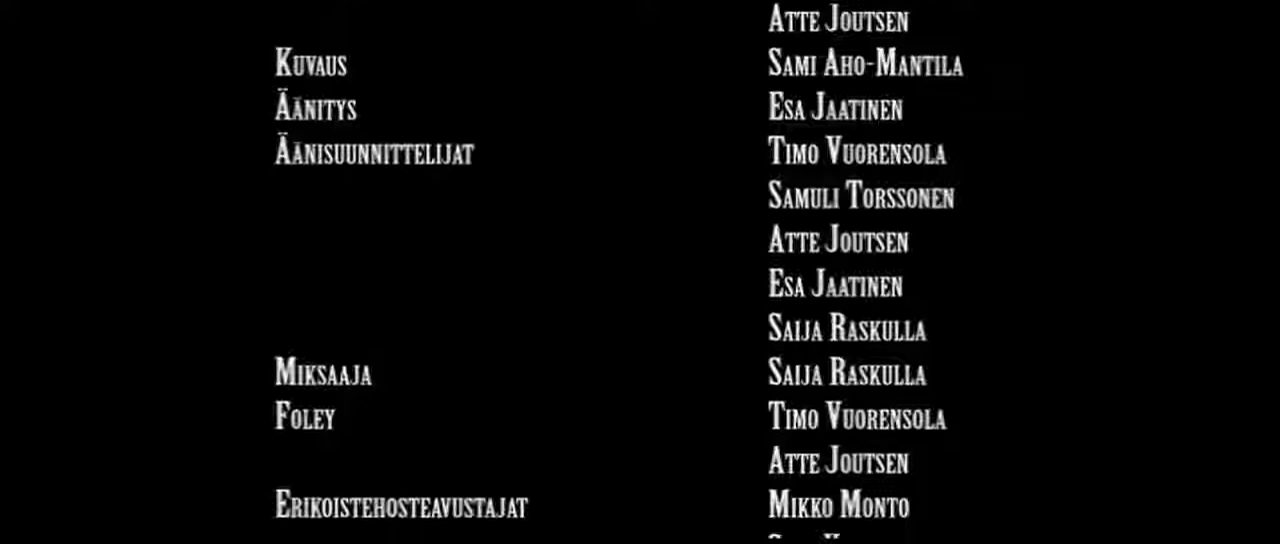 Atte Joutsen
Kuvaus Sami Aho-Mantila
Äänitys Esa Jaatinen
Äänisuunnittelijat Timo Vuorensola
Samuli Torssonen
Atte Joutsen
Esa Jaatinen
Saija Raskulla
Miksaaja Saija Raskulla
Foley Timo Vuorensola
Atte Joutsen
Erikoistehosteavustajat Mikko Monto